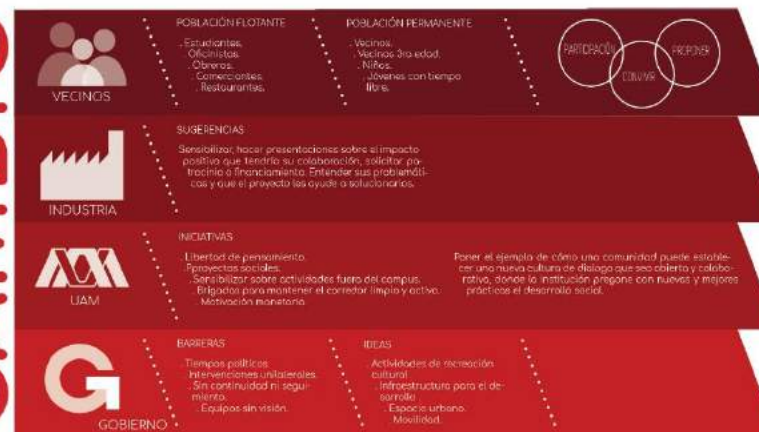 POBLACIÓN FLOTANTE
. Estudiantes.
. Oficinistas.
. Obreros.
. Comerciantes.
. Restaurantes.
POBLACIÓN PERMANENTE
. Vecinos.
. Vecinos 3ra edad.
. Niños.
. Jóvenes con tiempo
libre.
PARTICIPACIÓN
CONVIVIR
PROPONER
VECINOS
SUGERENCIAS
Sensibilizar, hacer presentaciones sobre el impacto
positivo que tendría su colaboración, solicitar pa-
trocinio o financiamiento. Entender sus problemáti-
cas y que el proyecto les ayude a solucionarlos.
INDUSTRIA
INICIATIVAS
. Libertad de pensamiento.
. Pproyectos sociales.
. Sensibilizar sobre actividades fuera del campus.
. Brigadas para mantener el corredor limpio y activo.
. Motivación monetaria.
Poner el ejemplo de cómo una comunidad puede estable-
cer una nueva cultura de dialogo que sea abierta y colabo-
rativa, donde la institución pregone con nuevas y mejores
prácticas el desarrollo social.
UAM
BARRERAS
. Tiempos políticos
. Intervenciones unilaterales.
. Sin continuidad ni segui-
miento.
. Equipos sin visión.
IDEAS
. Actividades de recreación
cultural
. Infraestructura para el de-
sarrollo
. Espacio urbano.
. Movilidad.
G
GOBIERNO